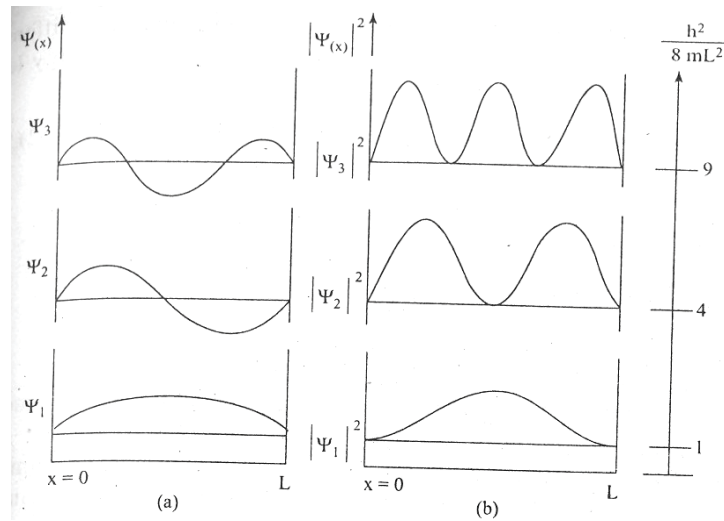 Ψ(x)
|Ψ(x)|²
h²
8 mL²
Ψ₃
|Ψ₃|²
9
Ψ₂
|Ψ₂|²
4
Ψ₁
|Ψ₁|²
1
x = 0
L
x = 0
L
(a)
(b)